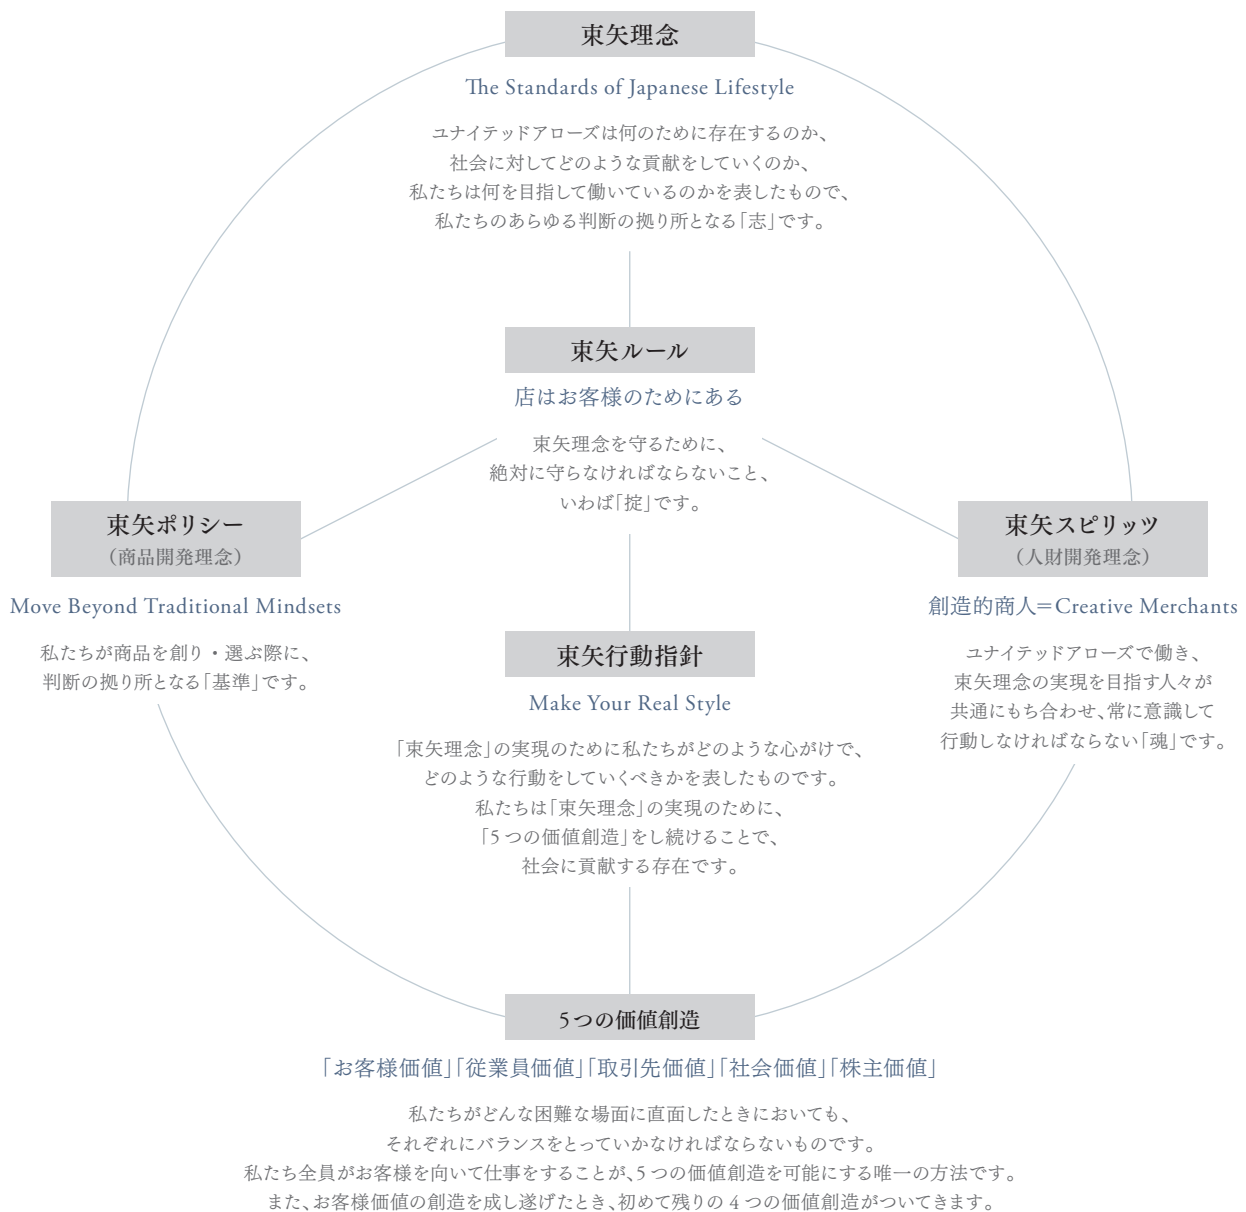 束矢理念
The Standards of Japanese Lifestyle
ユナイテッドアローズは何のために存在するのか、
社会に対してどのような貢献をしていくのか、
私たちは何を目指して働いているのかを表したもので、
私たちのあらゆる判断の拠り所となる「志」です。
束矢ルール
店はお客様のためにある
束矢理念を守るために、
絶対に守らなければならないこと、
いわば「掟」です。
束矢ポリシー
（商品開発理念）
Move Beyond Traditional Mindsets
私たちが商品を創り・選ぶ際に、
判断の拠り所となる「基準」です。
束矢スピリッツ
（人財開発理念）
創造的商人＝Creative Merchants
ユナイテッドアローズで働き、
束矢理念の実現を目指す人々が
共通にもち合わせ、常に意識して
行動しなければならない「魂」です。
束矢行動指針
Make Your Real Style
「束矢理念」の実現のために私たちがどのような心がけで、
どのような行動をしていくべきかを表したものです。
私たちは「束矢理念」の実現のために、
「5つの価値創造」をし続けることで、
社会に貢献する存在です。
5つの価値創造
「お客様価値」「従業員価値」「取引先価値」「社会価値」「株主価値」
私たちがどんな困難な場面に直面したときにおいても、
それぞれにバランスをとっていかなければならないものです。
私たち全員がお客様を向いて仕事をすることが、5つの価値創造を可能にする唯一の方法です。
また、お客様価値の創造を成し遂げたとき、初めて残りの4つの価値創造がついてきます。